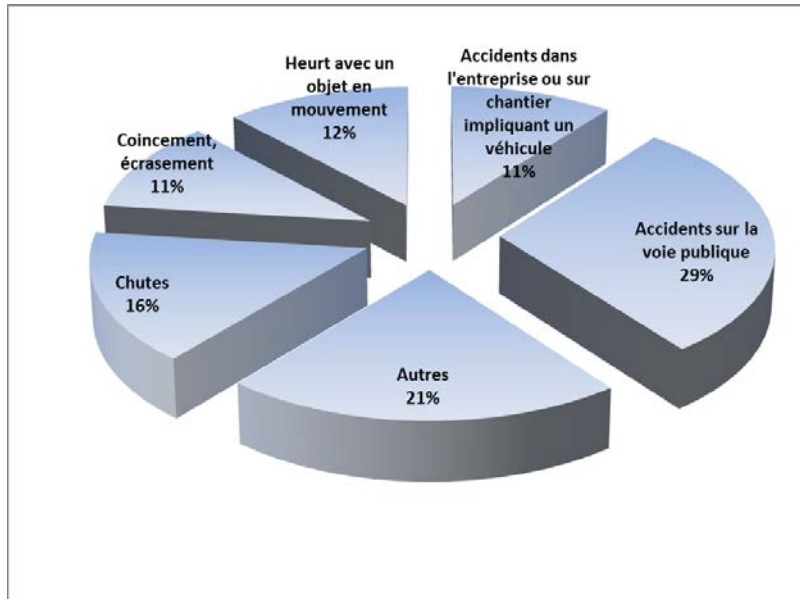 Heurt avec un
objet en
mouvement
12%
Accidents dans
l'entreprise ou sur
chantier
impliquant un
véhicule
11%
Coincement,
écrasement
11%
Accidents sur la
voie publique
29%
Chutes
16%
Autres
21%